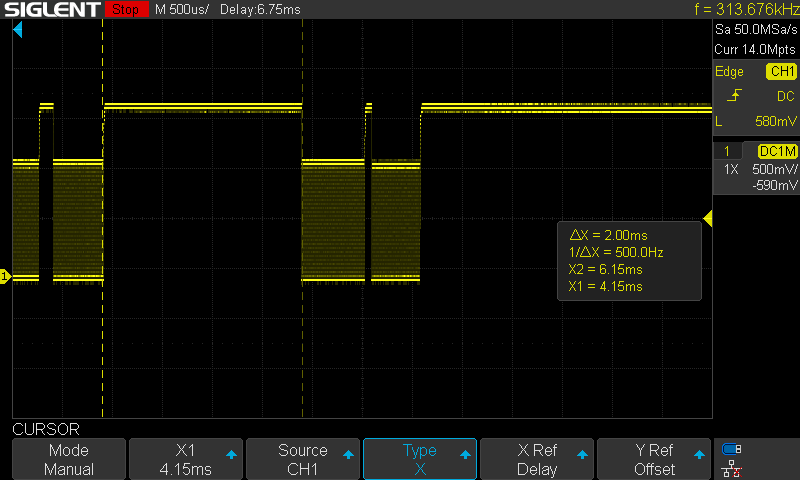 SIGLENT Stop M 500us/ Delay:6.75ms f = 313.676kHz
Sa 50.0MSa/s
Curr 14.0Mpts
Edge CH1
DC
L 580mV
1 DC1M
1X 500mV/
-590mV
1
ΔX = 2.00ms
1/ΔX = 500.0Hz
X2 = 6.15ms
X1 = 4.15ms
CURSOR
Mode X1 Source Type X Ref Y Ref
Manual 4.15ms CH1 X Delay Offset